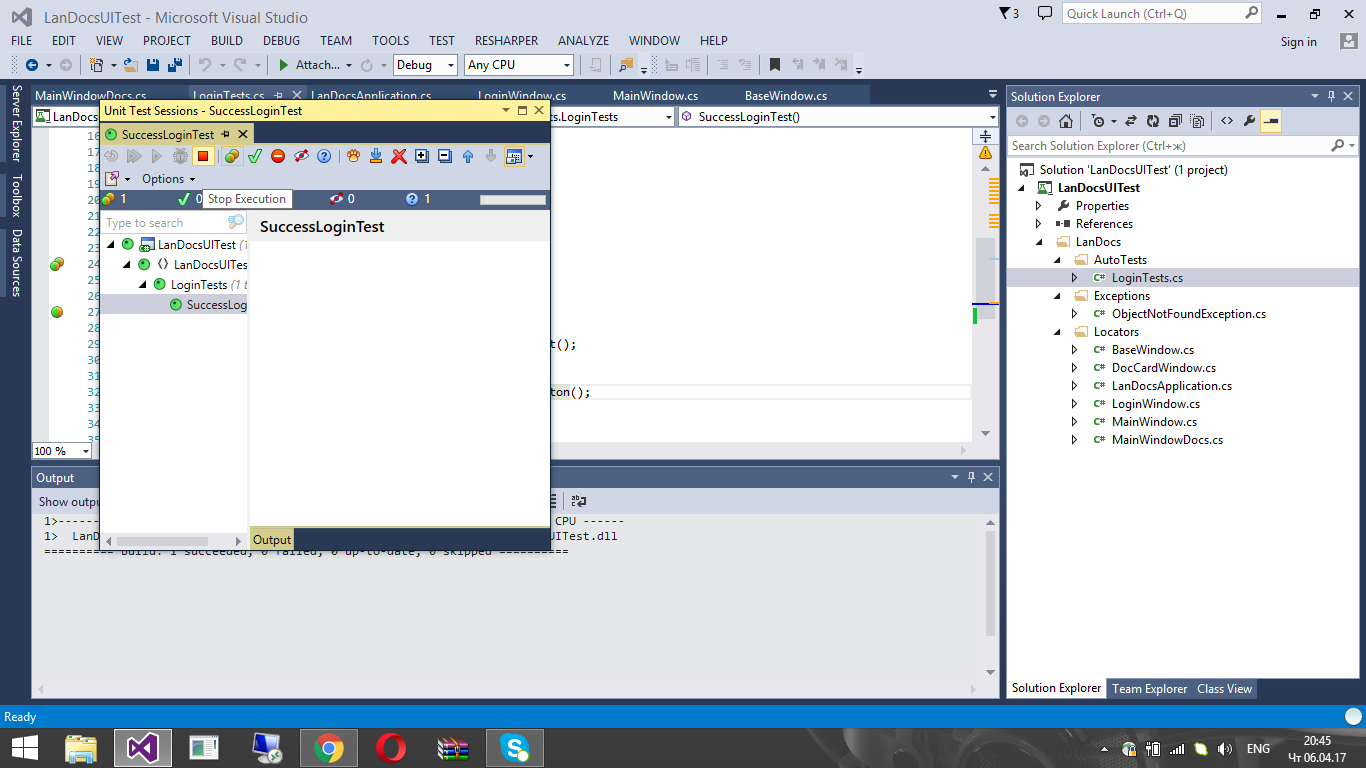 LanDocsUITest - Microsoft Visual Studio
3
Quick Launch (Ctrl+Q)
FILE EDIT VIEW PROJECT BUILD DEBUG TEAM TOOLS TEST RESHARPER ANALYZE WINDOW HELP
Sign in
Attach... Debug Any CPU
Server Explorer
Toolbox
Data Sources
MainWindowDocs.cs LoginTests.cs LanDocsApplication.cs LoginWindow.cs MainWindow.cs BaseWindow.cs
LanDocs
ts.LoginTests
SuccessLoginTest()
Unit Test Sessions - SuccessLoginTest
SuccessLoginTest
Options
1 0 0 1
Stop Execution
Type to search
SuccessLoginTest
LanDocsUITest (1
LanDocsUITes
LoginTests (1 t
SuccessLog
Output
16
17
18
19
20
21
22
23
24
25
26
27
28
29 t();
30
31
32 ton();
33
34
35
100 %
Output
Show outpu
1>------ CPU ------
1> LanD UITest.dll
========== Build: 1 succeeded, 0 failed, 0 up-to-date, 0 skipped ==========
Solution Explorer
Search Solution Explorer (Ctrl+ж)
Solution 'LanDocsUITest' (1 project)
LanDocsUITest
Properties
References
LanDocs
AutoTests
C# LoginTests.cs
Exceptions
C# ObjectNotFoundException.cs
Locators
C# BaseWindow.cs
C# DocCardWindow.cs
C# LanDocsApplication.cs
C# LoginWindow.cs
C# MainWindow.cs
C# MainWindowDocs.cs
Solution Explorer Team Explorer Class View
Ready
ENG
20:45
Чт 06.04.17